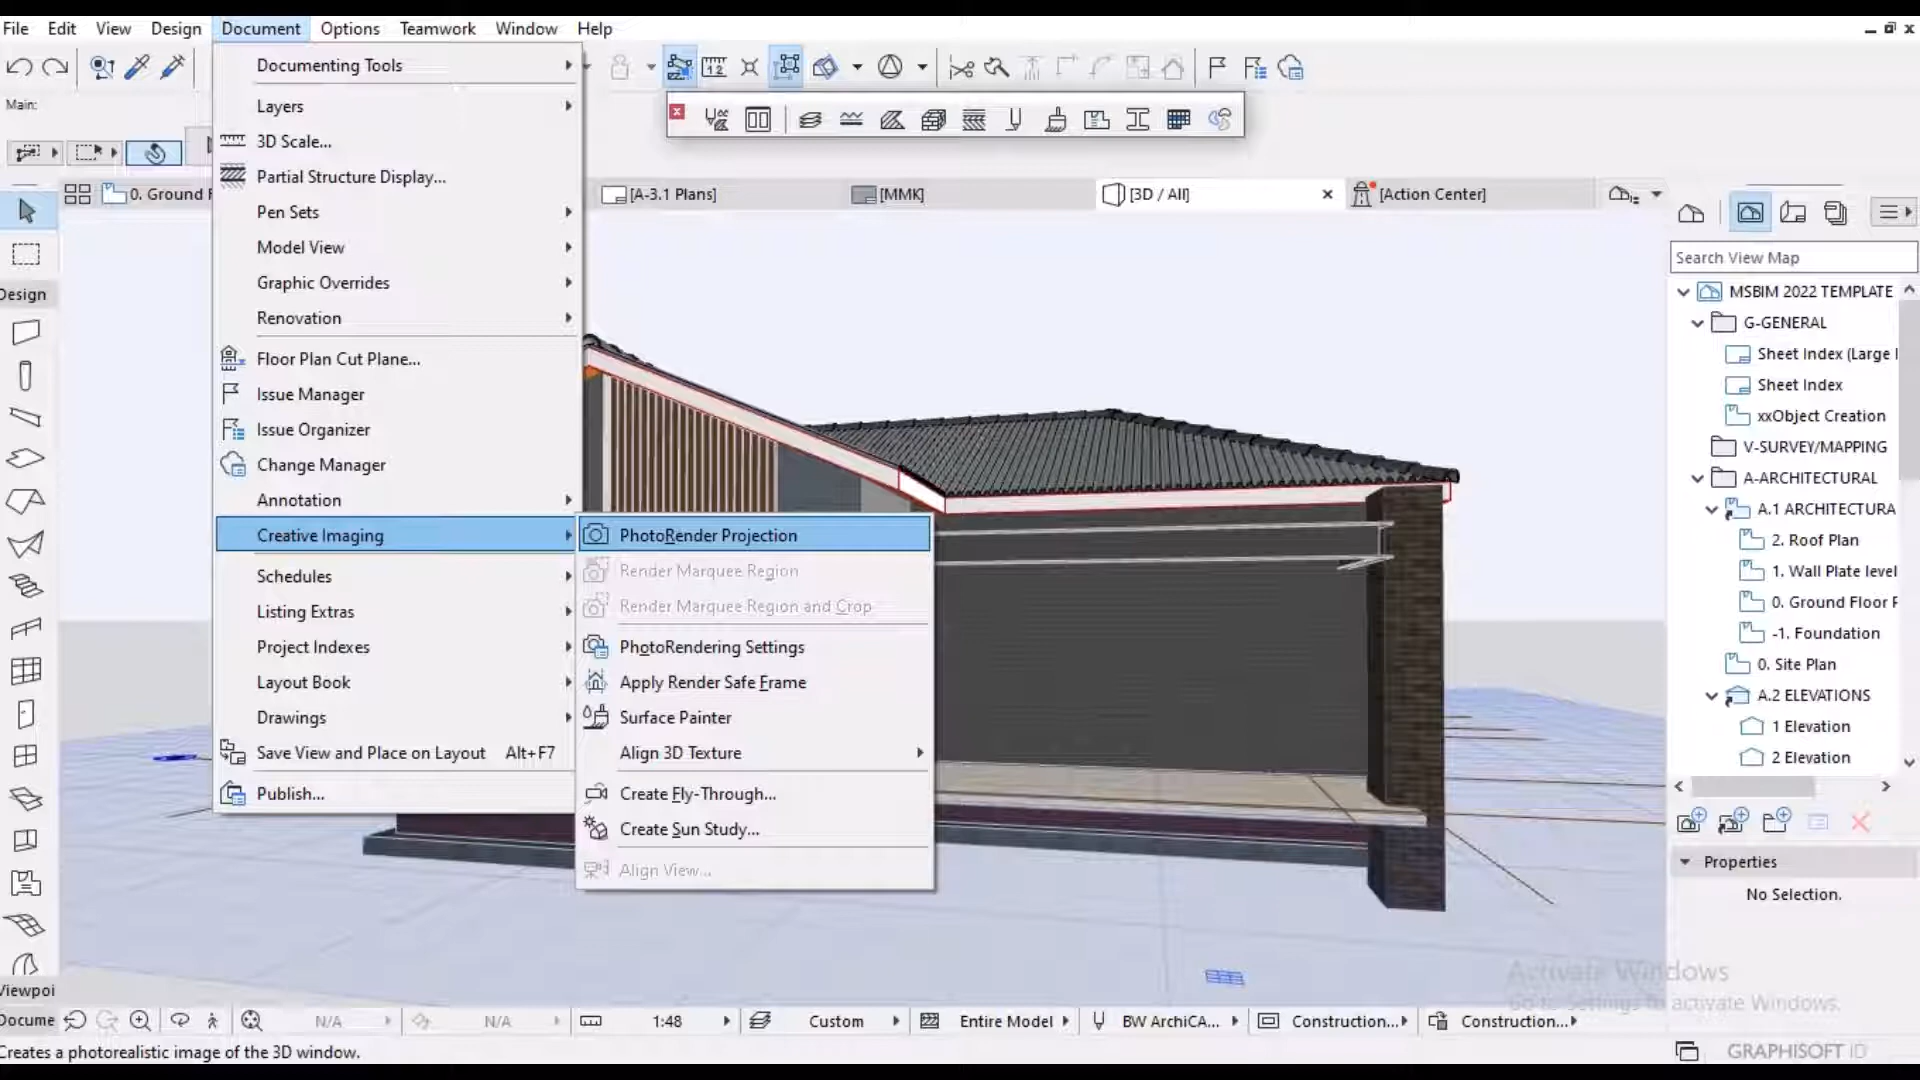 File Edit View Design Document Options Teamwork Window Help
Main:
Documenting Tools
Layers
3D Scale...
Partial Structure Display...
Pen Sets
Model View
Graphic Overrides
Renovation
Floor Plan Cut Plane...
Issue Manager
Issue Organizer
Change Manager
Annotation
Creative Imaging
Schedules
Listing Extras
Project Indexes
Layout Book
Drawings
Save View and Place on Layout Alt+F7
Publish...
PhotoRender Projection
Render Marquee Region
Render Marquee Region and Crop
PhotoRendering Settings
Apply Render Safe Frame
Surface Painter
Align 3D Texture
Create Fly-Through...
Create Sun Study...
Align View...
0. Ground F
[A-3.1 Plans]
[MMK]
[3D / All]
[Action Center]
Design
Viewpoi
Docume
Search View Map
MSBIM 2022 TEMPLATE
G-GENERAL
Sheet Index (Large I
Sheet Index
xxObject Creation
V-SURVEY/MAPPING
A-ARCHITECTURAL
A.1 ARCHITECTURA
2. Roof Plan
1. Wall Plate level
0. Ground Floor P
-1. Foundation
0. Site Plan
A.2 ELEVATIONS
1 Elevation
2 Elevation
Properties
No Selection.
Activate Windows
Go to Settings to activate Windows.
N/A N/A 1:48 Custom Entire Model BW ArchiCA... Construction... Construction...
Creates a photorealistic image of the 3D window.
GRAPHISOFT ID